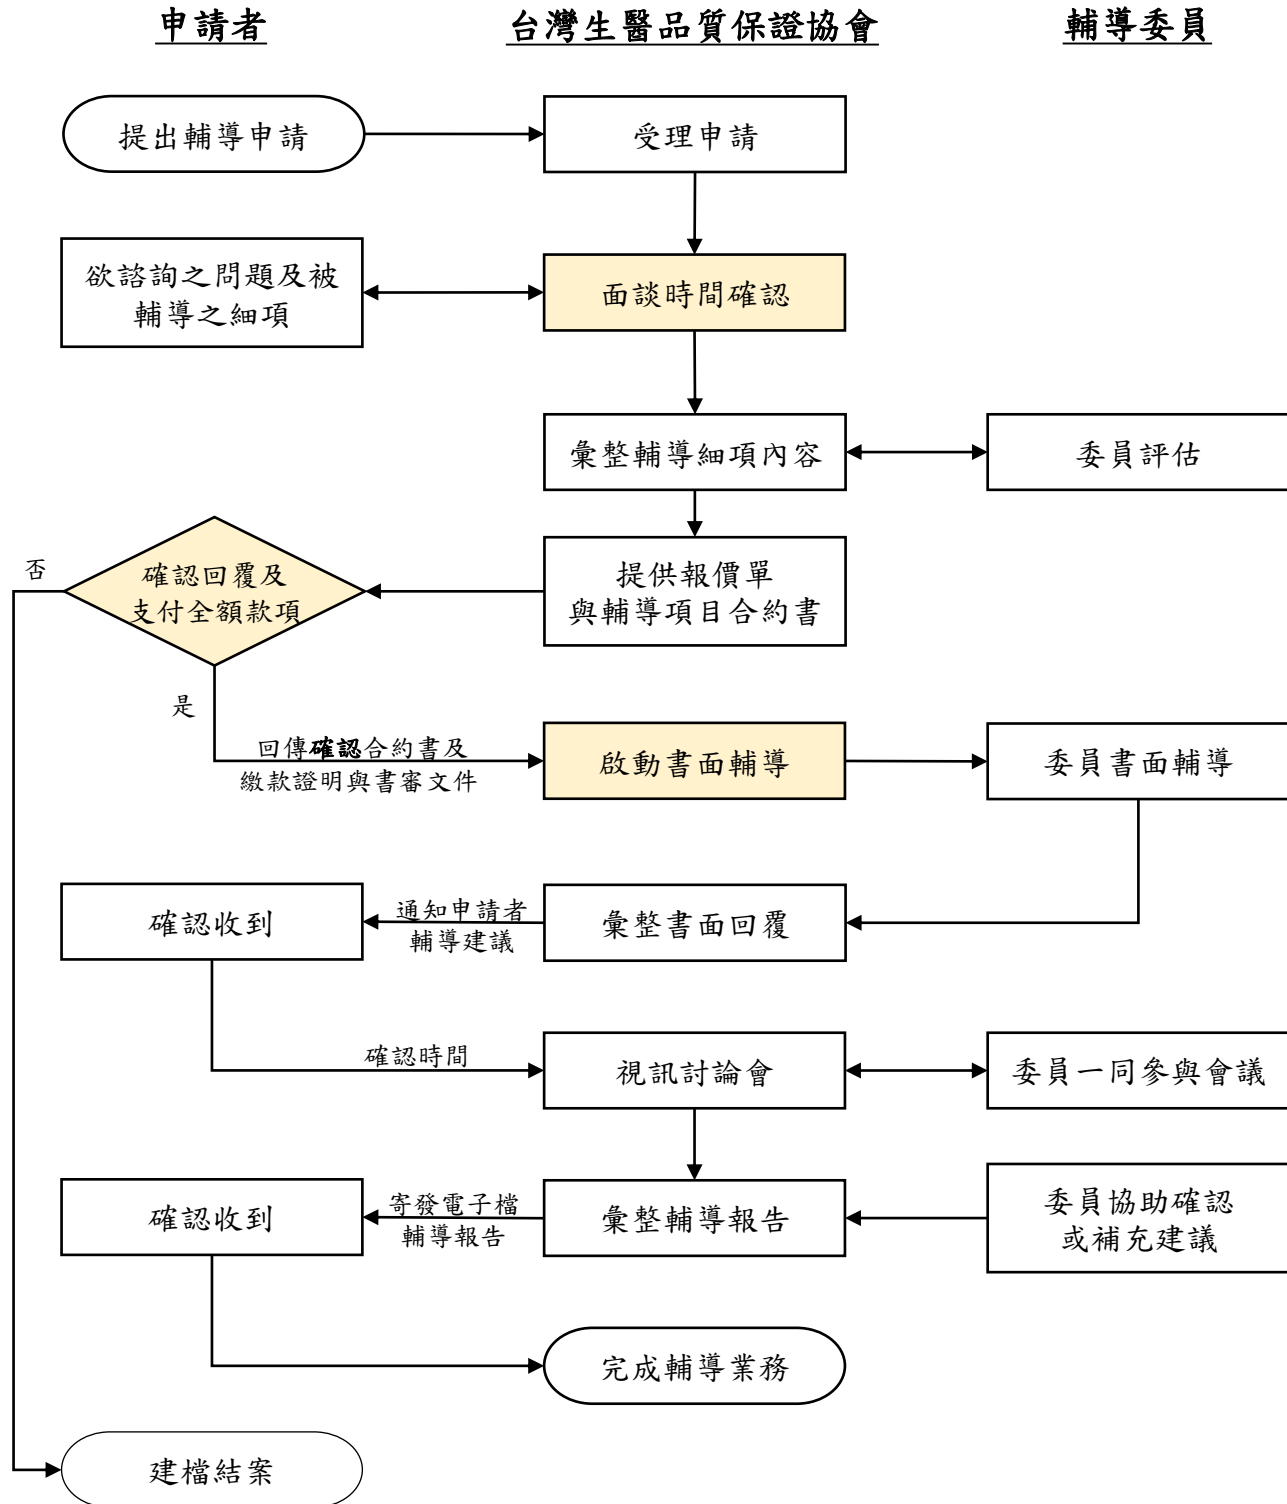 申請者
台灣生醫品質保證協會
輔導委員
提出輔導申請
受理申請
欲諮詢之問題及被
輔導之細項
面談時間確認
彙整輔導細項內容
委員評估
否
確認回覆及
支付全額款項
提供報價單
與輔導項目合約書
是
回傳確認合約書及
繳款證明與書審文件
啟動書面輔導
委員書面輔導
確認收到
通知申請者
輔導建議
彙整書面回覆
確認時間
視訊討論會
委員一同參與會議
確認收到
寄發電子檔
輔導報告
彙整輔導報告
委員協助確認
或補充建議
完成輔導業務
建檔結案